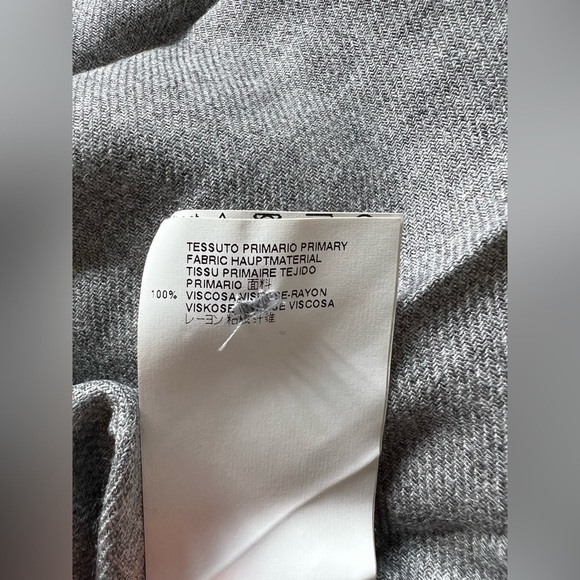 TESSUTO PRIMARIO PRIMARY
FABRIC HAUPTMATERIAL
TISSU PRIMAIRE TEJIDO
PRIMARIO 面料
100% VISCOSA VISCOSE-RAYON
VISKOSE VISCOSA
レーヨン